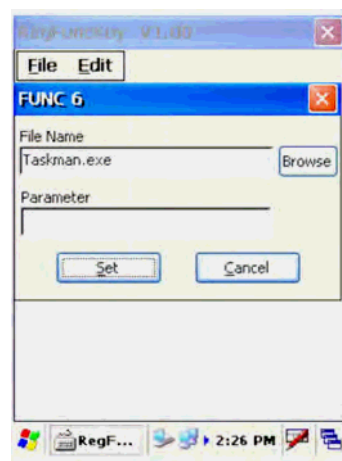 File Edit
FUNC 6
File Name
Taskman.exe
Browse
Parameter
Set Cancel
RegF... 2:26 PM